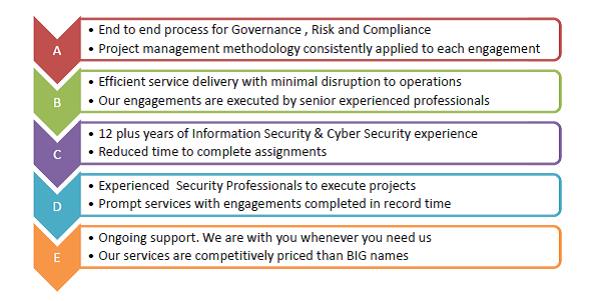 A
• End to end process for Governance , Risk and Compliance
• Project management methodology consistently applied to each engagement
B
• Efficient service delivery with minimal disruption to operations
• Our engagements are executed by senior experienced professionals
C
• 12 plus years of Information Security & Cyber Security experience
• Reduced time to complete assignments
D
• Experienced  Security Professionals to execute projects
• Prompt services with engagements completed in record time
E
• Ongoing support. We are with you whenever you need us
• Our services are competitively priced than BIG names